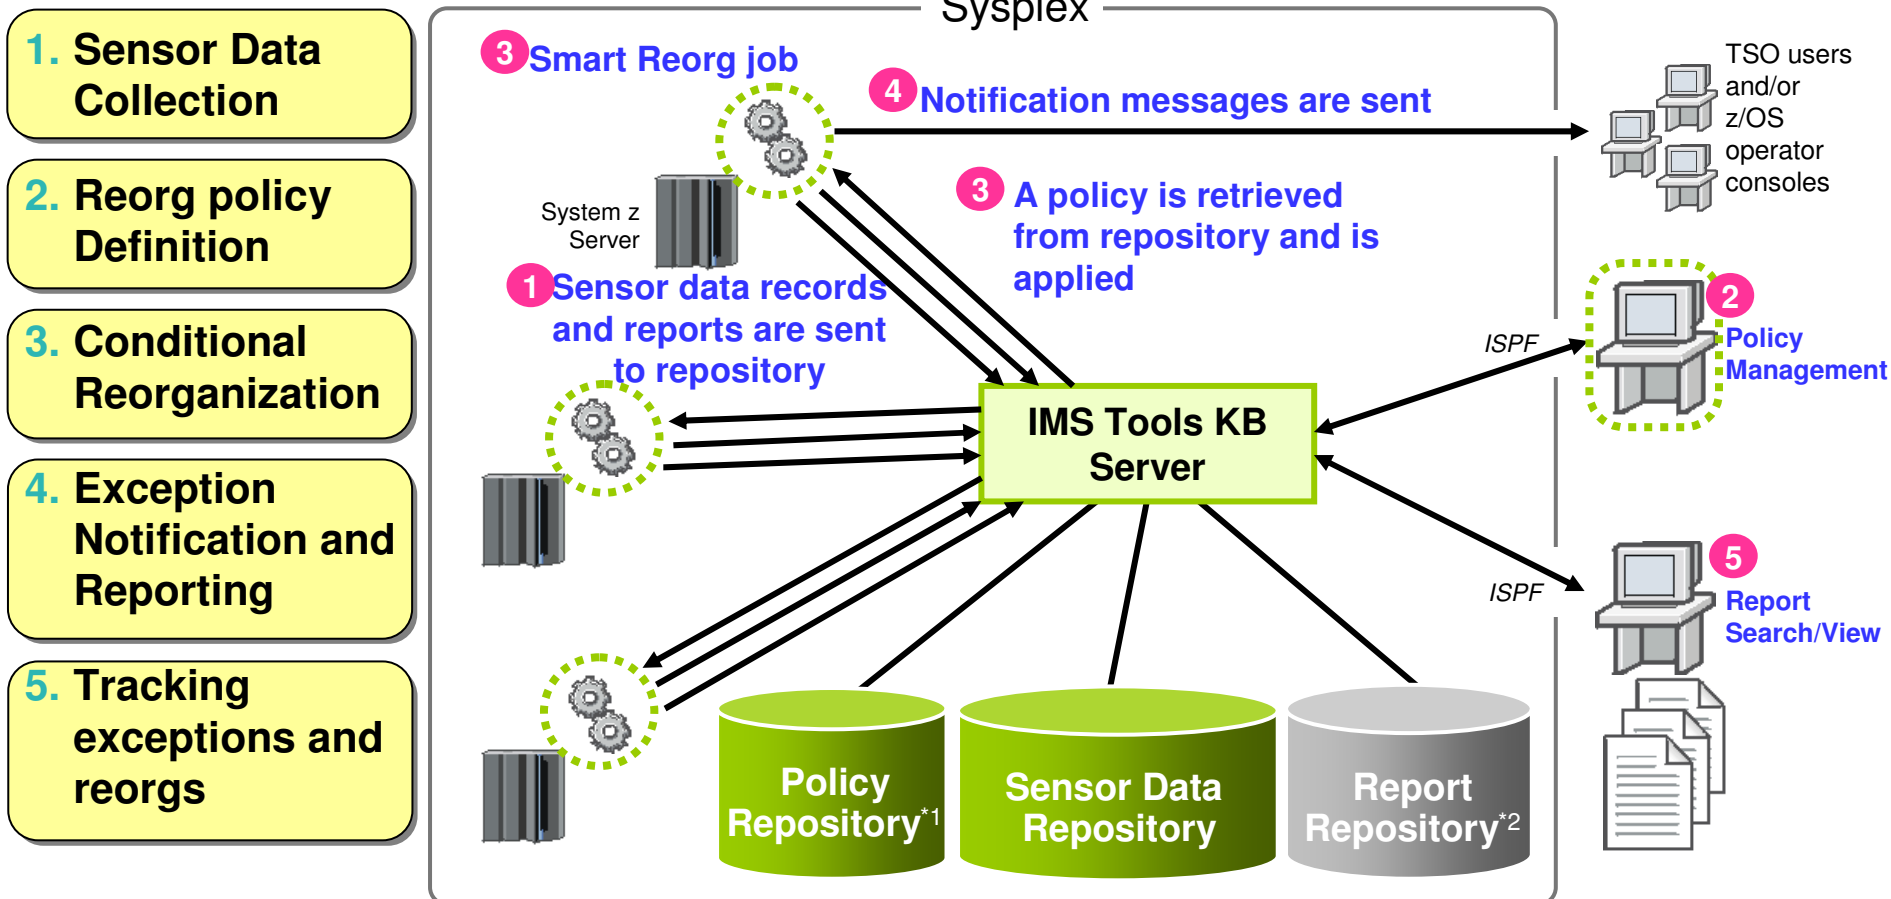 1. Sensor Data
Collection
2. Reorg policy
Definition
3. Conditional
Reorganization
4. Exception
Notification and
Reporting
5. Tracking
exceptions and
reorgs
Sysplex
3 Smart Reorg job
4 Notification messages are sent
TSO users
and/or
z/OS
operator
consoles
System z
Server
3 A policy is retrieved
from repository and is
applied
1 Sensor data records
and reports are sent
to repository
ISPF
2
Policy
Management
IMS Tools KB
Server
ISPF
5
Report
Search/View
Policy
Repository*1
Sensor Data
Repository
Report
Repository*2